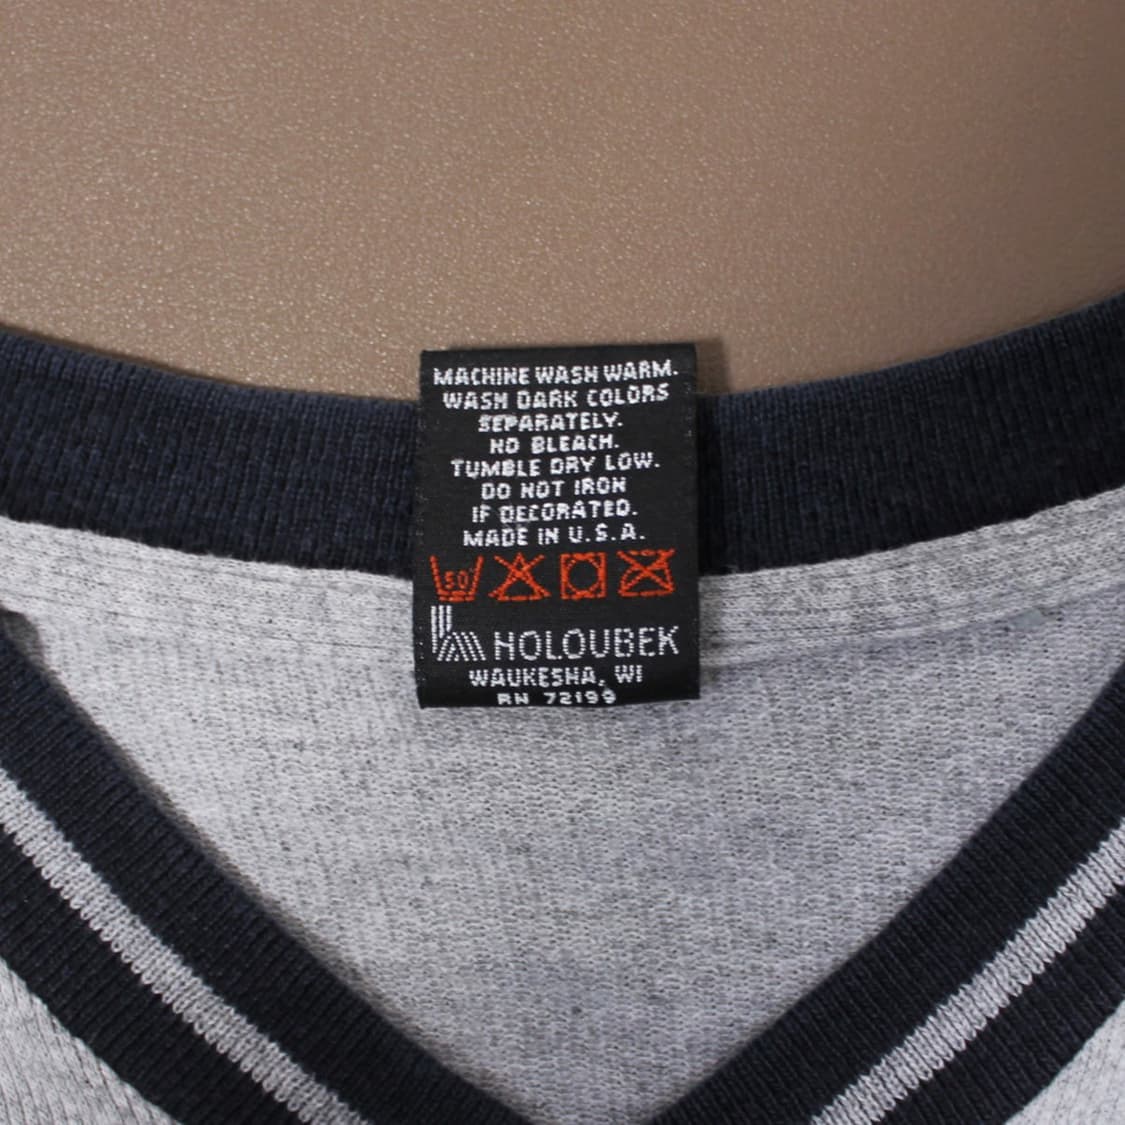 MACHINE WASH WARM.
WASH DARK COLORS
SEPARATELY.
NO BLEACH.
TUMBLE DRY LOW.
DO NOT IRON
IF DECORATED.
MADE IN U.S.A.
50
HOLOUBEK
WAUKESHA, WI
RN 72199